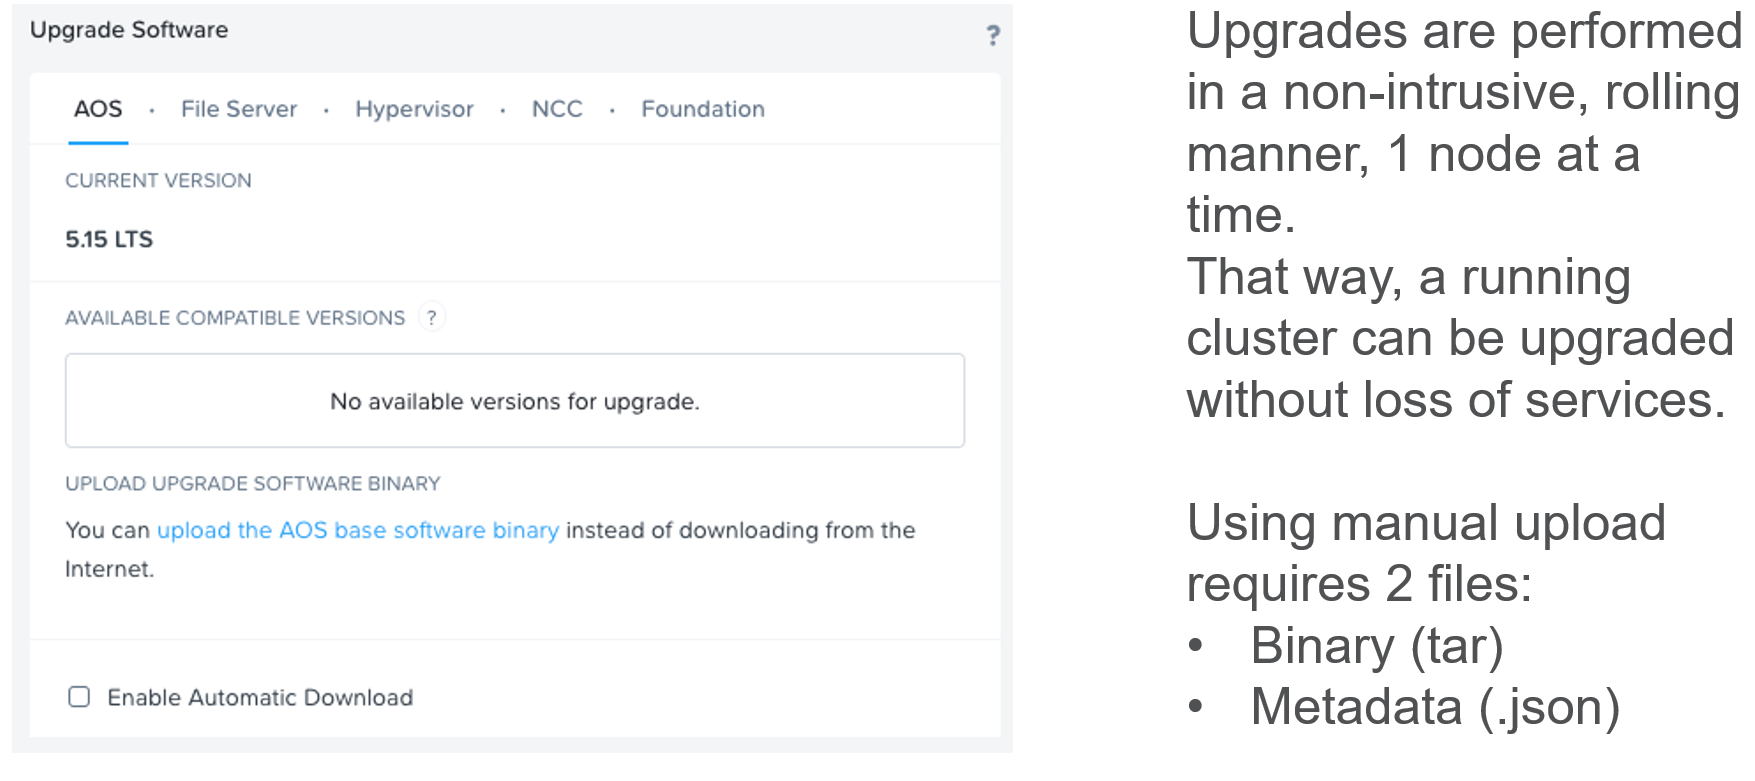 Upgrade Software
?
AOS · File Server · Hypervisor · NCC · Foundation
CURRENT VERSION
5.15 LTS
AVAILABLE COMPATIBLE VERSIONS ?
No available versions for upgrade.
UPLOAD UPGRADE SOFTWARE BINARY
You can upload the AOS base software binary instead of downloading from the
Internet.
Enable Automatic Download
Upgrades are performed
in a non-intrusive, rolling
manner, 1 node at a
time.
That way, a running
cluster can be upgraded
without loss of services.
Using manual upload
requires 2 files:
• Binary (tar)
• Metadata (.json)